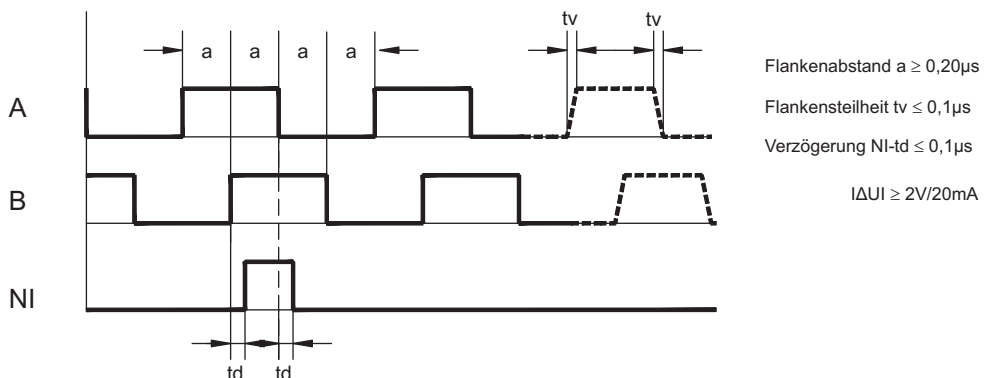 tv tv
a a a a
Flankenabstand a ≥ 0,20µs
A
Flankensteilheit tv ≤ 0,1µs
Verzögerung NI-td ≤ 0,1µs
B
IΔUI ≥ 2V/20mA
NI
td td